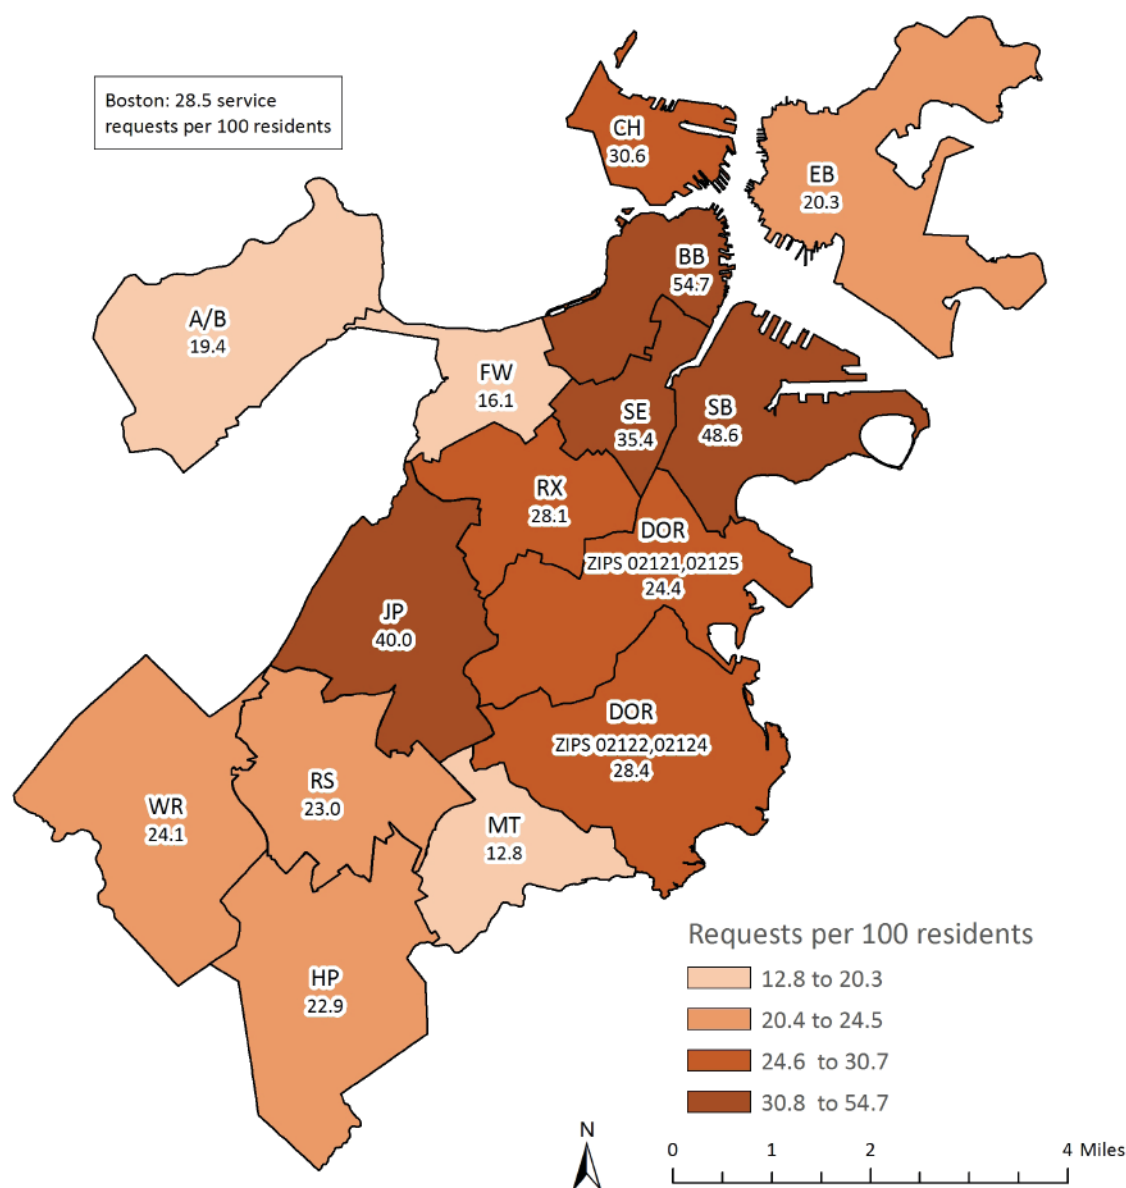 Boston: 28.5 service
requests per 100 residents
CH
30.6
EB
20.3
BB
54.7
A/B
19.4
FW
16.1
SE
35.4
SB
48.6
RX
28.1
DOR
ZIPS 02121,02125
24.4
JP
40.0
DOR
ZIPS 02122,02124
28.4
RS
23.0
WR
24.1
MT
12.8
HP
22.9
Requests per 100 residents
12.8 to 20.3
20.4 to 24.5
24.6 to 30.7
30.8 to 54.7
N
0 1 2 4 Miles